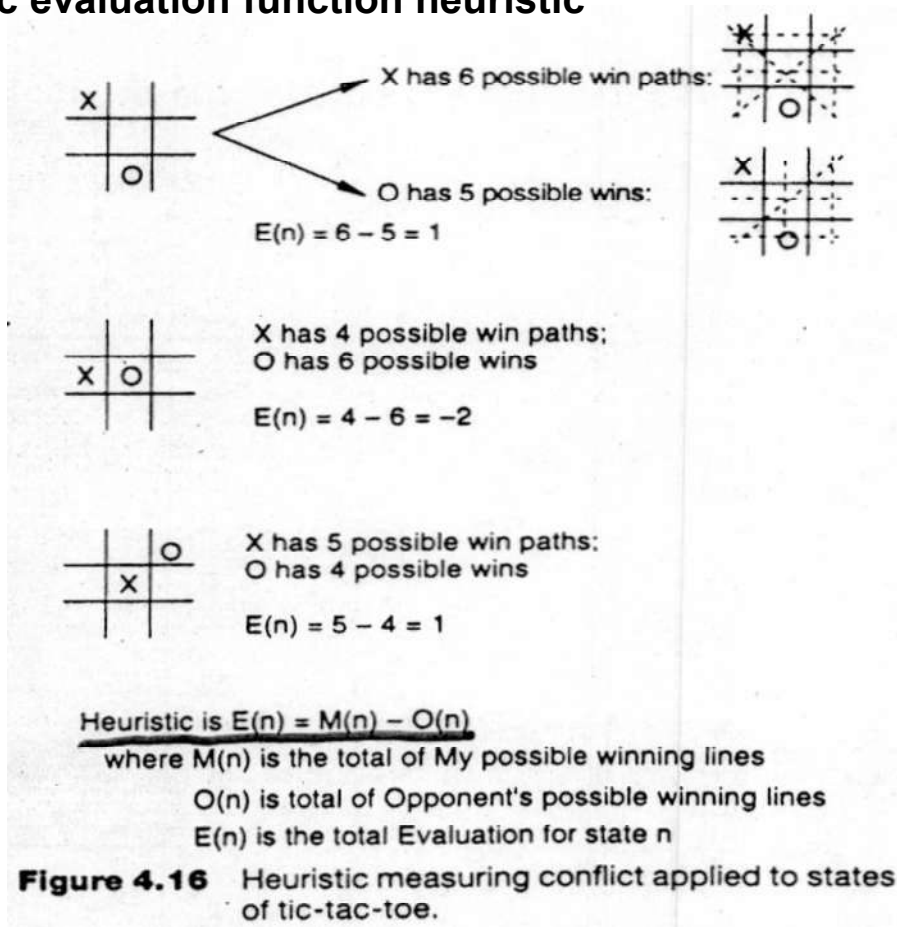 c evaluation function heuristic
X has 6 possible win paths:
X
O
X
O
O has 5 possible wins:
X
O
E(n) = 6 – 5 = 1
X has 4 possible win paths;
O has 6 possible wins
X O
E(n) = 4 – 6 = –2
X has 5 possible win paths;
O has 4 possible wins
O
X
E(n) = 5 – 4 = 1
Heuristic is E(n) = M(n) – O(n)
where M(n) is the total of My possible winning lines
O(n) is total of Opponent's possible winning lines
E(n) is the total Evaluation for state n
Figure 4.16 Heuristic measuring conflict applied to states
of tic-tac-toe.